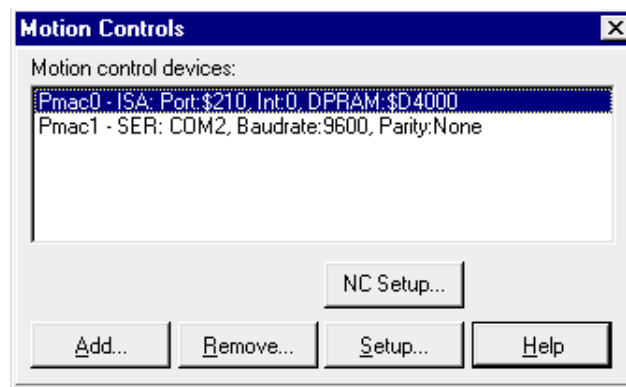 Motion Controls
Motion control devices:
Pmac0 - ISA: Port:$210, Int:0, DPRAM:$D4000
Pmac1 - SER: COM2, Baudrate:9600, Parity:None
NC Setup...
Add...
Remove...
Setup...
Help